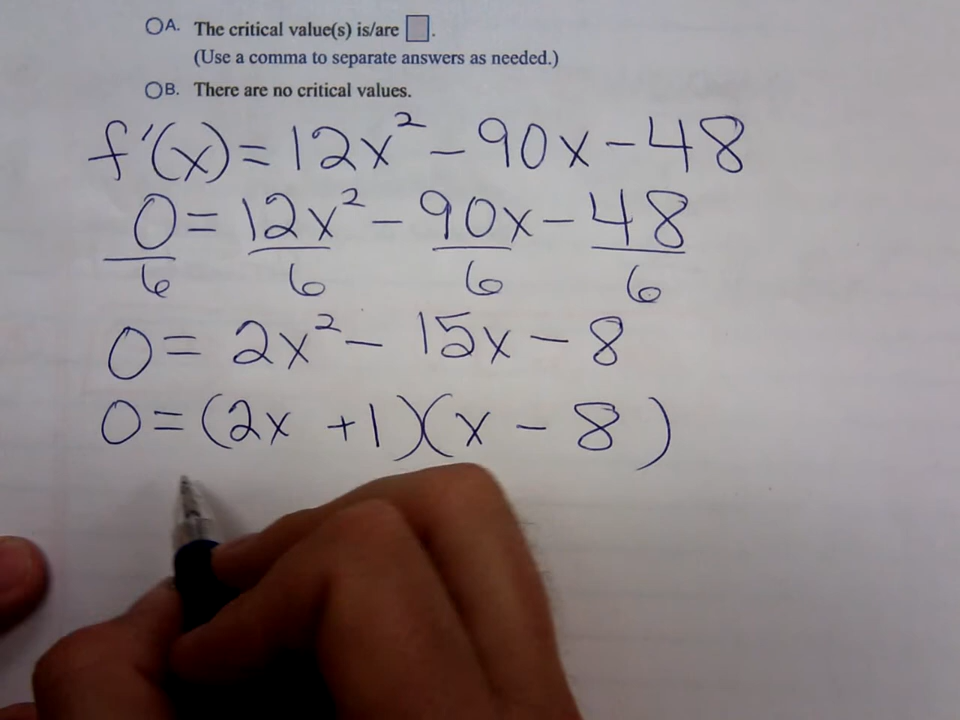 A. The critical value(s) is/are .
(Use a comma to separate answers as needed.)
B. There are no critical values.
f'(x) = 12x² - 90x - 48
0/6 = 12x²/6 - 90x/6 - 48/6
0 = 2x² - 15x - 8
0 = (2x + 1)(x - 8)